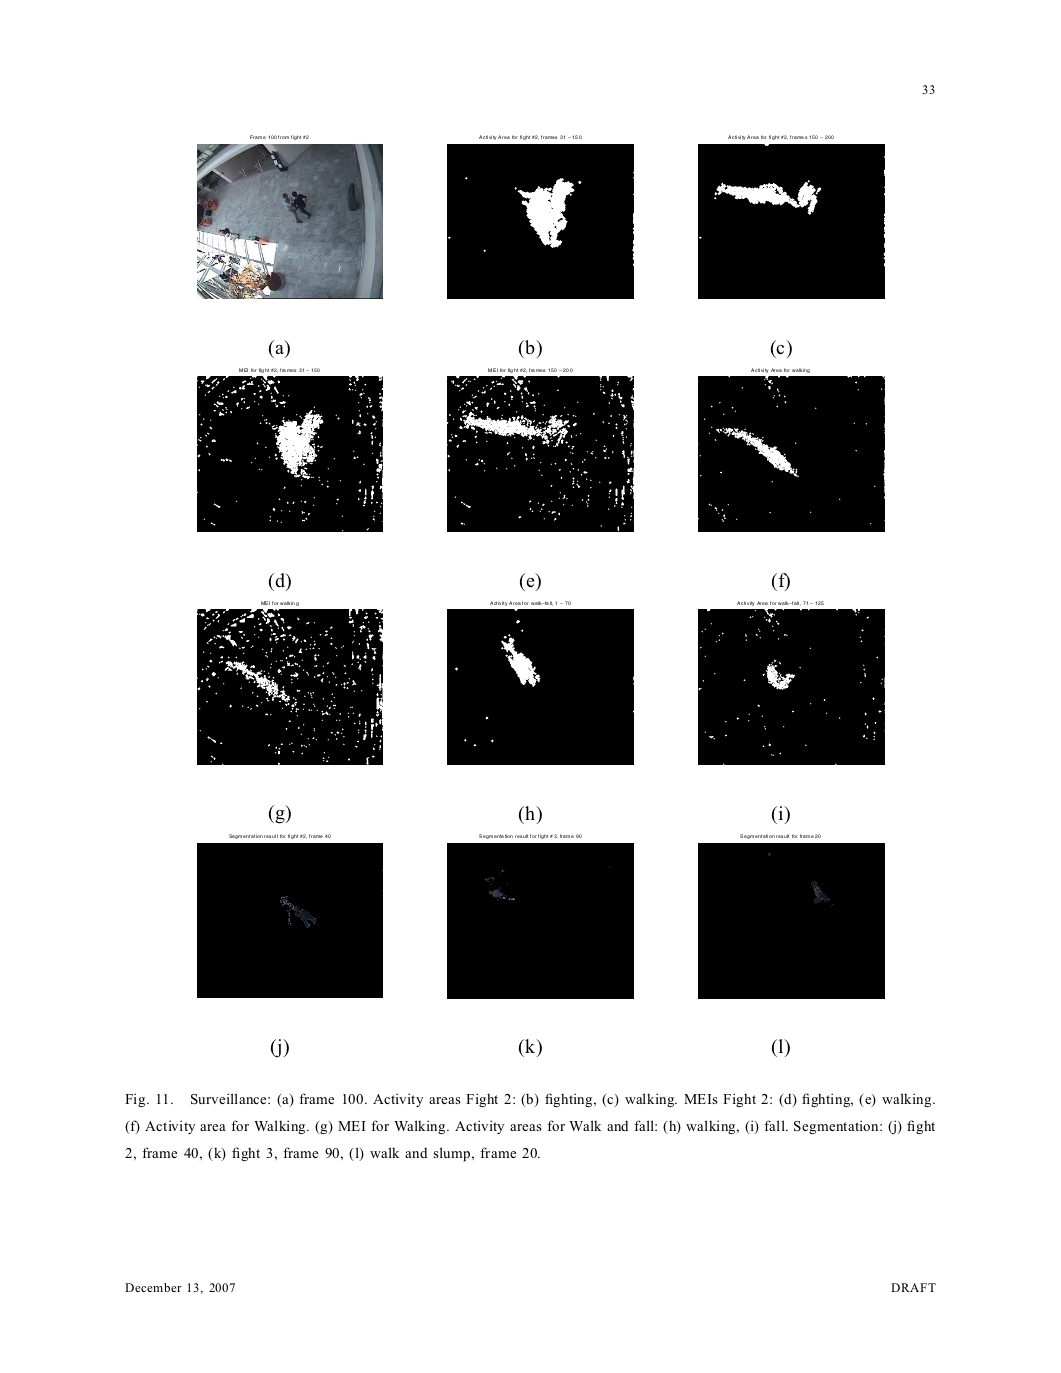 33
Frame 100 from fight #2
Activity Area for fight #2, frames 31 – 150
Activity Area for fight #2, frames 150 – 200
(a)
(b)
(c)
MEI for fight #2, frames 31 – 150
MEI for fight #2, frames 150 – 200
Activity Area for walking
(d)
(e)
(f)
MEI for walking
Activity Area for walk–fall, 1 – 70
Activity Area for walk–fall, 71 – 125
(g)
(h)
(i)
Segmentation result for fight #2, frame 40
Segmentation result for fight #3, frame 90
Segmentation result for frame 20
(j)
(k)
(l)
Fig. 11. Surveillance: (a) frame 100. Activity areas Fight 2: (b) fighting, (c) walking. MEIs Fight 2: (d) fighting, (e) walking.
(f) Activity area for Walking. (g) MEI for Walking. Activity areas for Walk and fall: (h) walking, (i) fall. Segmentation: (j) fight
2, frame 40, (k) fight 3, frame 90, (l) walk and slump, frame 20.
December 13, 2007
DRAFT